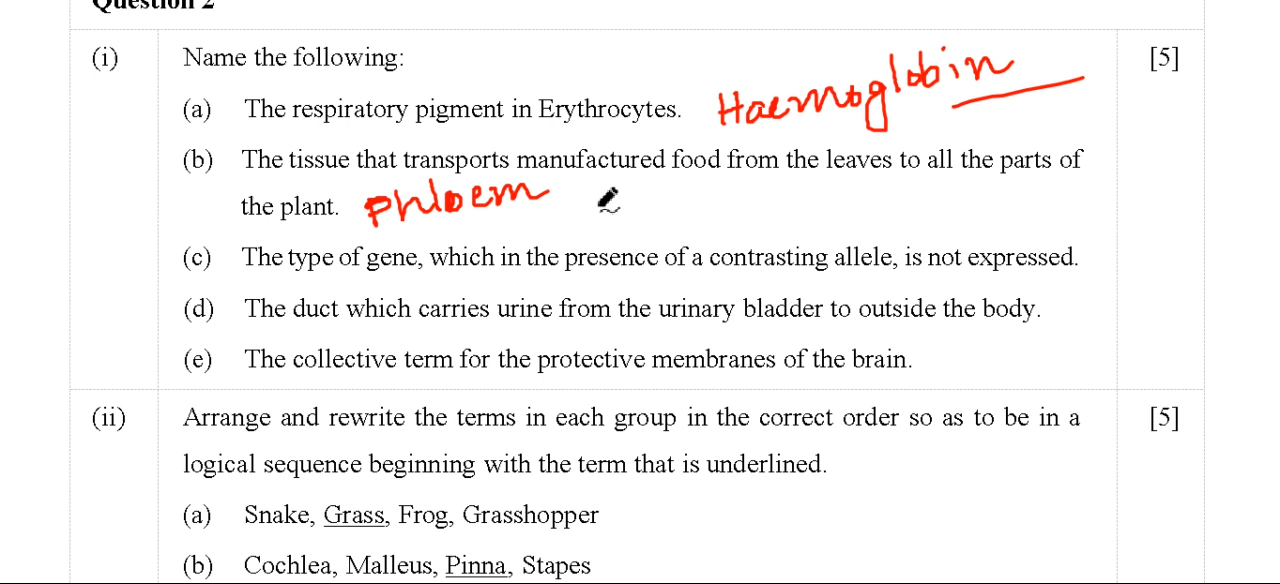 Question 2
(i) Name the following: [5]
(a) The respiratory pigment in Erythrocytes. Haemoglobin
(b) The tissue that transports manufactured food from the leaves to all the parts of
the plant. Phloem
(c) The type of gene, which in the presence of a contrasting allele, is not expressed.
(d) The duct which carries urine from the urinary bladder to outside the body.
(e) The collective term for the protective membranes of the brain.
(ii) Arrange and rewrite the terms in each group in the correct order so as to be in a [5]
logical sequence beginning with the term that is underlined.
(a) Snake, Grass, Frog, Grasshopper
(b) Cochlea, Malleus, Pinna, Stapes